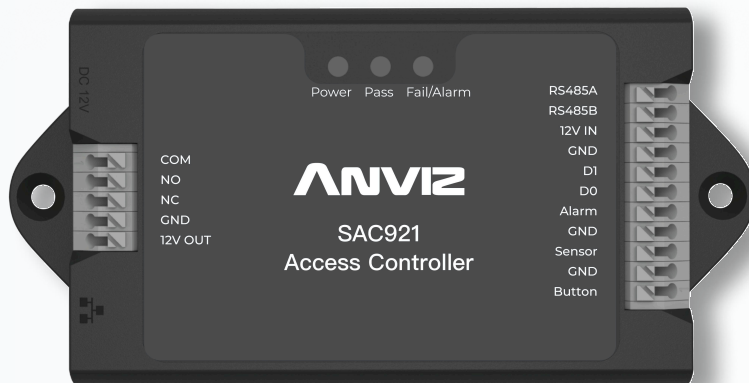 DC 12V
Power Pass Fail/Alarm
COM
NO
NC
GND
12V OUT
ANVIZ
SAC921
Access Controller
RS485A
RS485B
12V IN
GND
D1
D0
Alarm
GND
Sensor
GND
Button